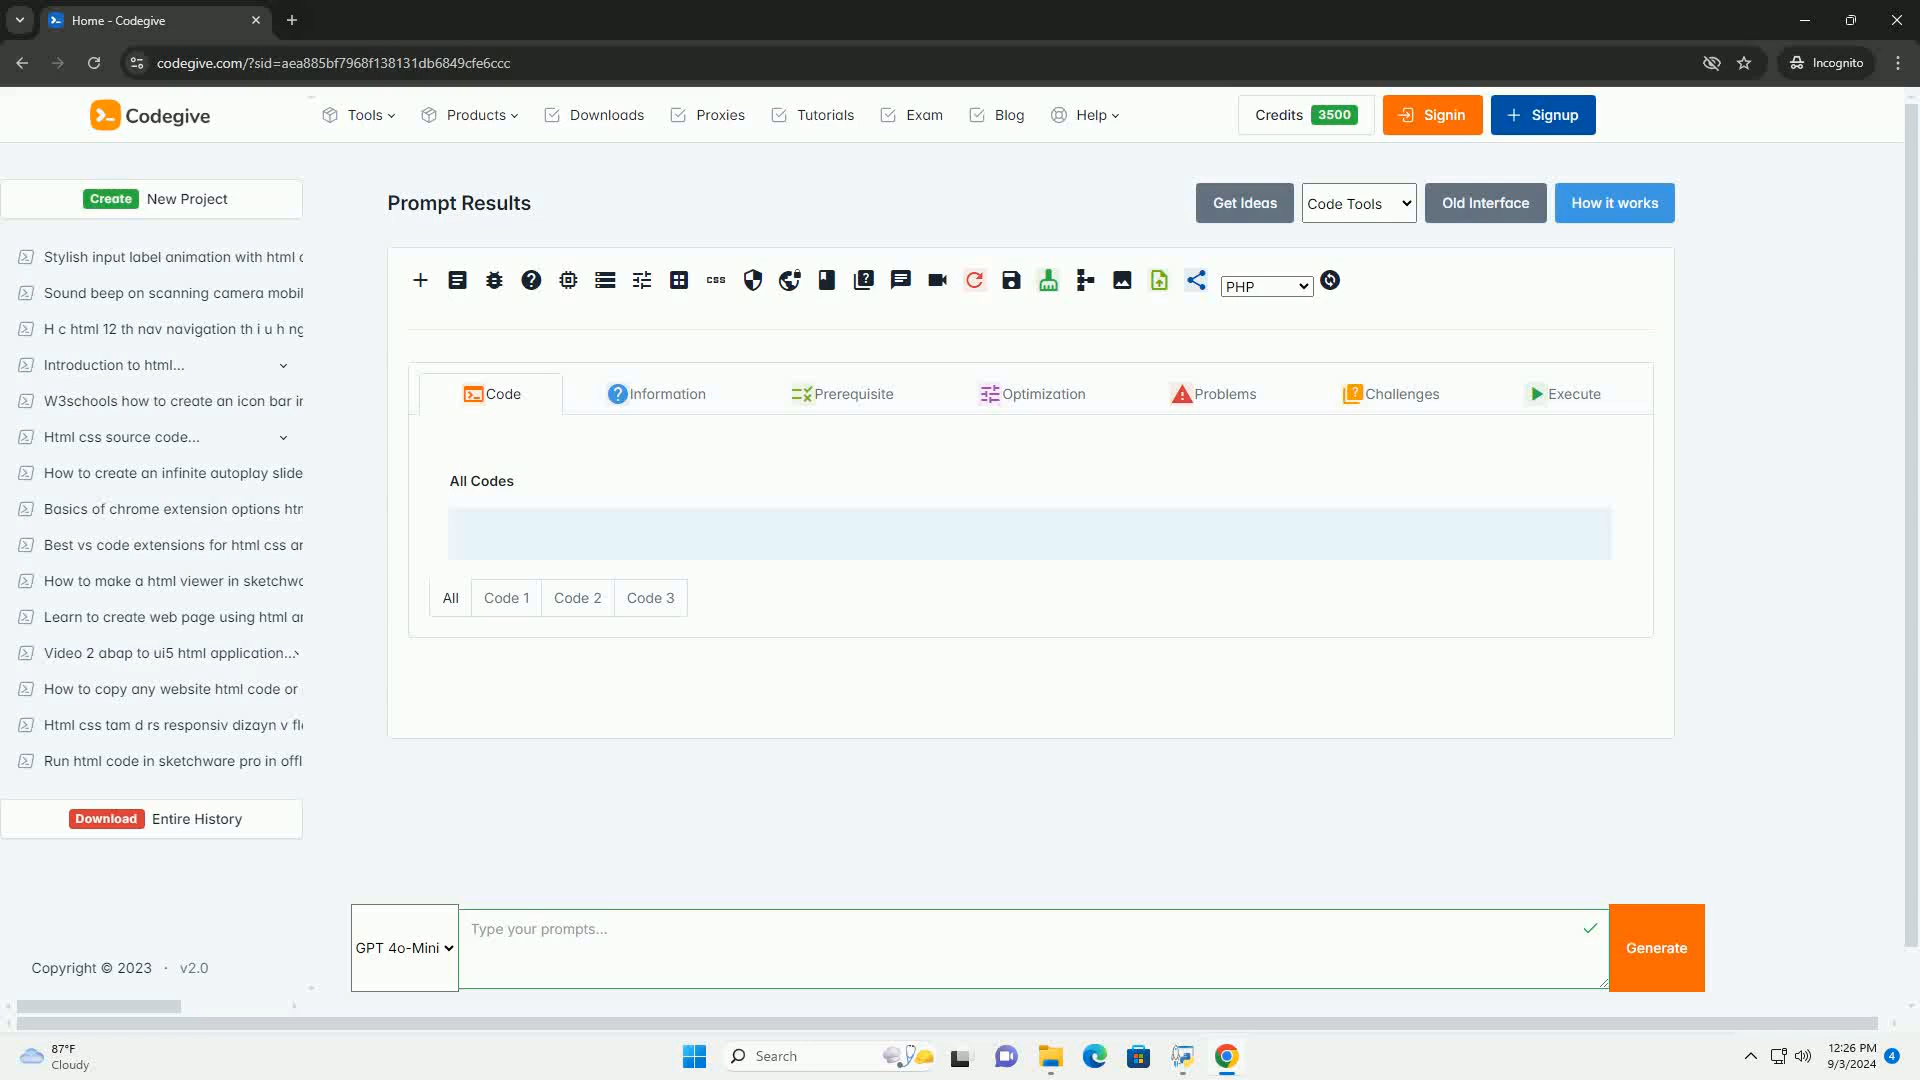 Home - Codegive
codegive.com/?sid=aea885bf7968f138131db6849cfe6ccc
Incognito
Codegive
Tools
Products
Downloads
Proxies
Tutorials
Exam
Blog
Help
Credits 3500
Signin
Signup
Create New Project
Prompt Results
Get Ideas
Code Tools
Old Interface
How it works
Stylish input label animation with html
Sound beep on scanning camera mobil
H c html 12 th nav navigation th i u h ng
Introduction to html...
W3schools how to create an icon bar
Html css source code...
How to create an infinite autoplay slide
Basics of chrome extension options
Best vs code extensions for html css
How to make a html viewer in sketchwa
Learn to create web page using html
Video 2 abap to ui5 html application...
How to copy any website html code or
Html css tam d rs responsiv dizayn v
Run html code in sketchware pro in offl
Download Entire History
Copyright © 2023 · v2.0
CSS
PHP
Code
Information
Prerequisite
Optimization
Problems
Challenges
Execute
All Codes
All
Code 1
Code 2
Code 3
GPT 4o-Mini
Type your prompts...
Generate
87°F
Cloudy
Search
12:26 PM
9/3/2024
4